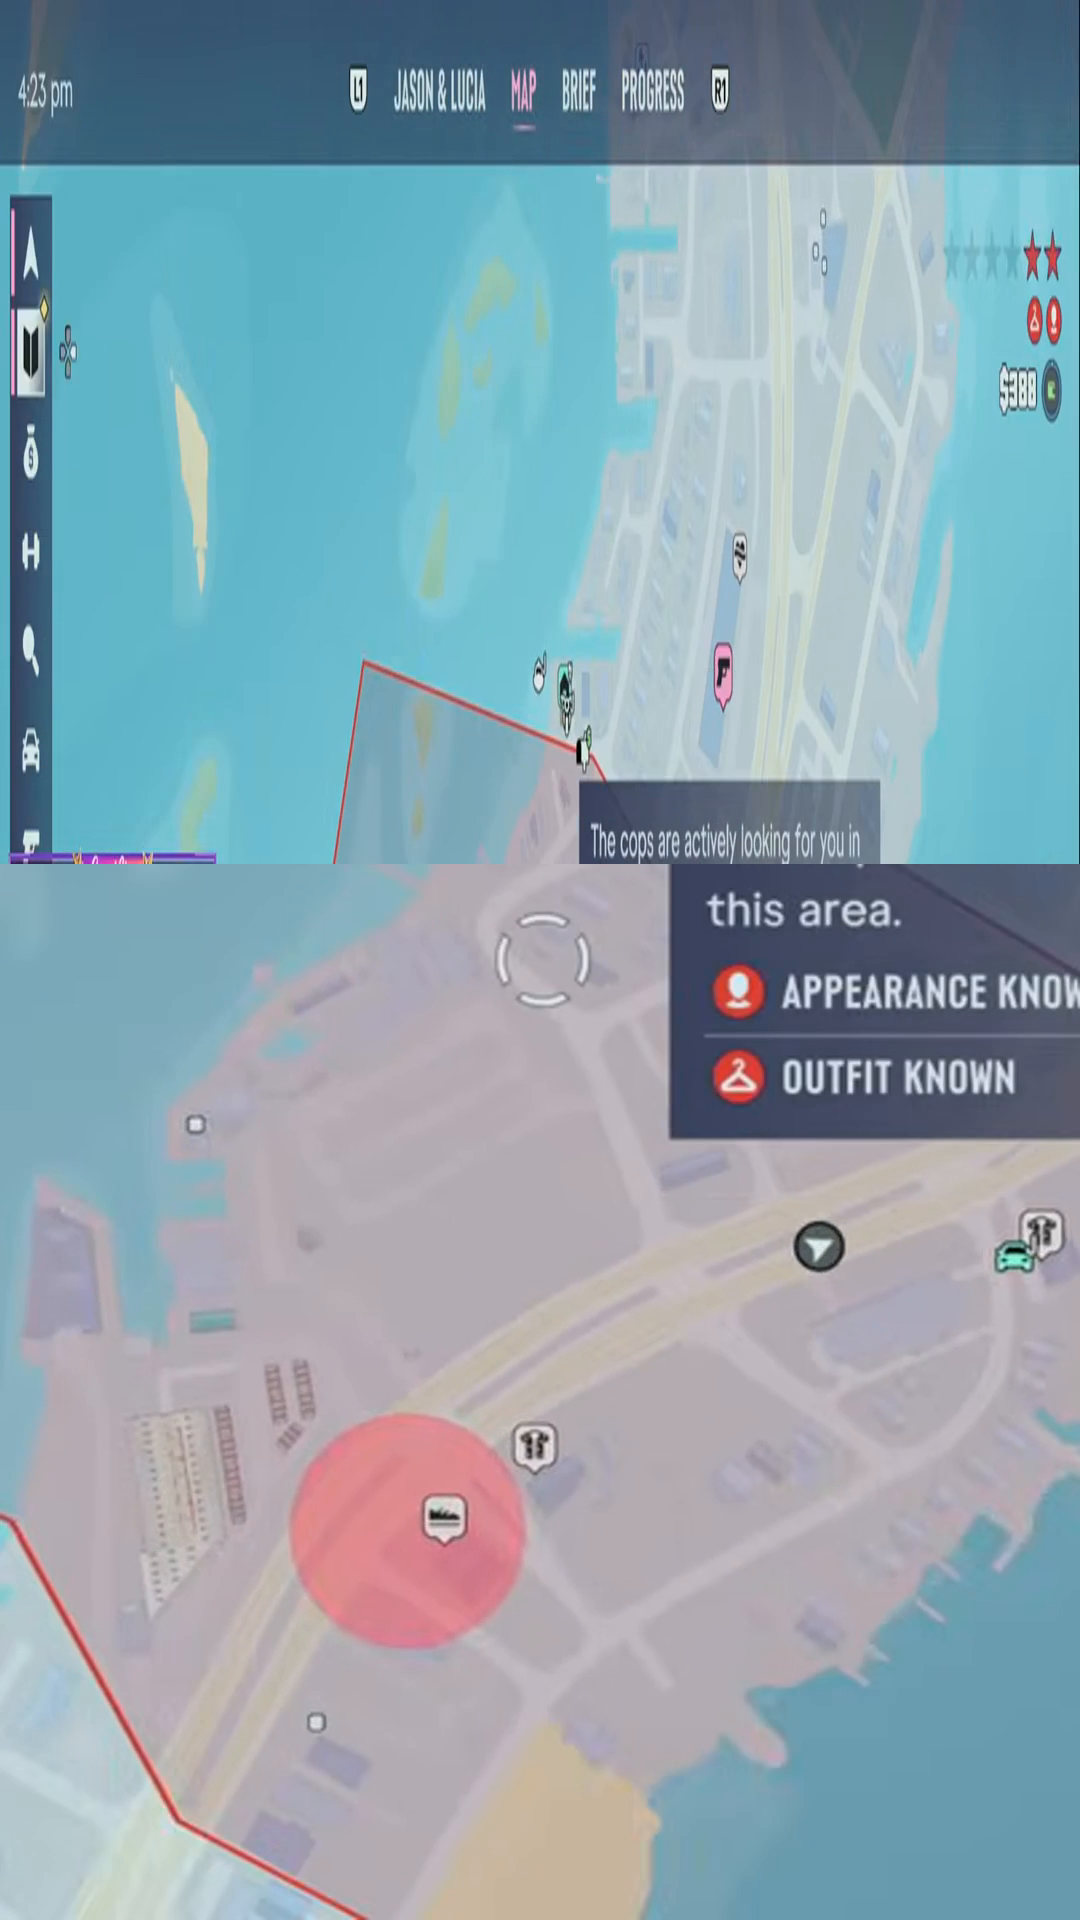 4:23 pm
L1 JASON & LUCIA MAP BRIEF PROGRESS R1
$388
The cops are actively looking for you in
this area.
APPEARANCE KNOW
OUTFIT KNOWN